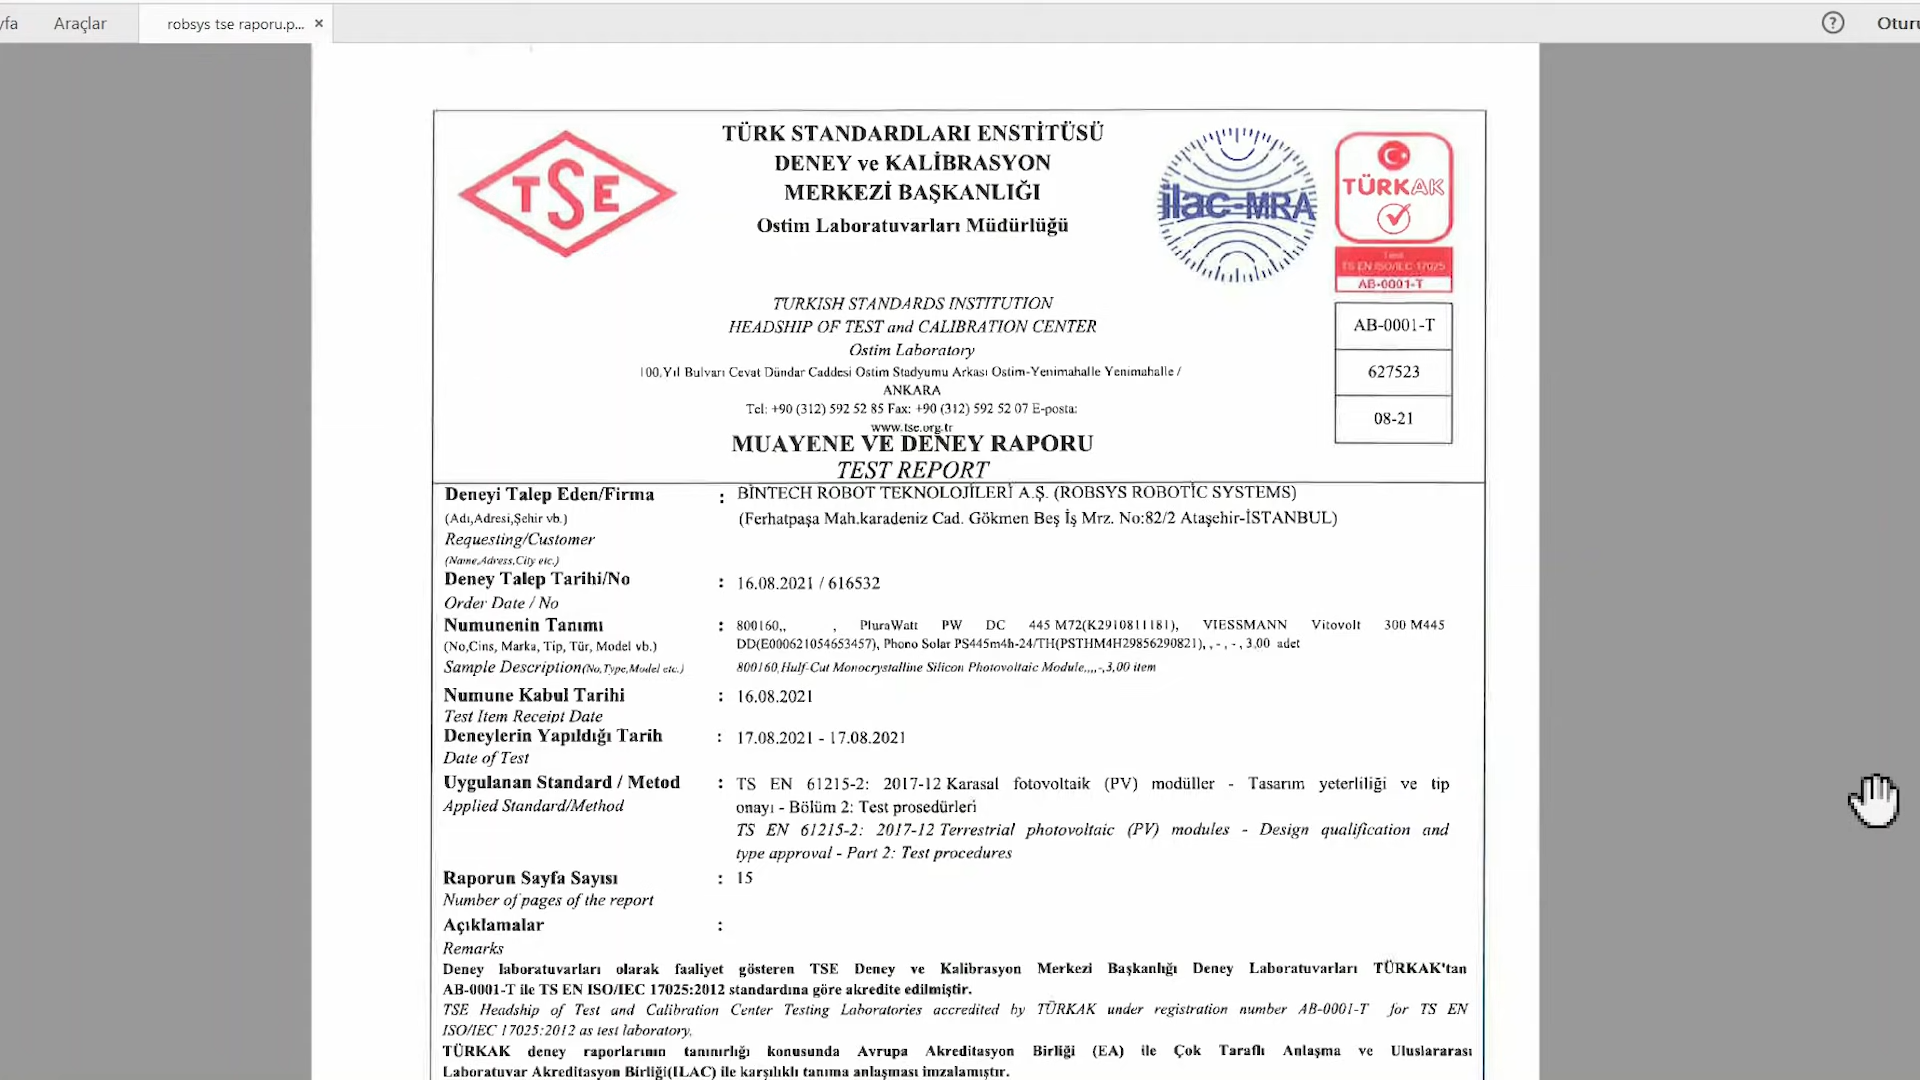 yfa
Araçlar
robsys tse raporu.p...
Oturu
TSE
TÜRK STANDARDLARI ENSTİTÜSÜ
DENEY ve KALİBRASYON
MERKEZİ BAŞKANLIĞI
Ostim Laboratuvarları Müdürlüğü
ilac-MRA
TÜRKAK
Test
TS EN ISO/IEC 17025
AB-0001-T
TURKISH STANDARDS INSTITUTION
HEADSHIP OF TEST and CALIBRATION CENTER
Ostim Laboratory
100.Yıl Bulvarı Cevat Dündar Caddesi Ostim Stadyumu Arkası Ostim-Yenimahalle Yenimahalle /
ANKARA
Tel: +90 (312) 592 52 85 Fax: +90 (312) 592 52 07 E-posta:
www.tse.org.tr
AB-0001-T
627523
08-21
MUAYENE VE DENEY RAPORU
TEST REPORT
Deneyi Talep Eden/Firma : BİNTECH ROBOT TEKNOLOJİLERİ A.Ş. (ROBSYS ROBOTİC SYSTEMS)
(Adı,Adresi,Şehir vb.) (Ferhatpaşa Mah.karadeniz Cad. Gökmen Beş İş Mrz. No:82/2 Ataşehir-İSTANBUL)
Requesting/Customer
(Name,Adress,City etc.)
Deney Talep Tarihi/No : 16.08.2021 / 616532
Order Date / No
Numunenin Tanımı : 800160,, , PluraWatt PW DC 445 M72(K2910811181), VIESSMANN Vitovolt 300 M445
(No,Cins, Marka, Tip, Tür, Model vb.) DD(E000621054653457), Phono Solar PS445m4h-24/TH(PSTHM4H29856290821), , - , - , 3,00 adet
Sample Description(No,Type,Model etc.) 800160,Hulf-Cut Monocrystalline Silicon Photovoltaic Module,,,,-,3,00 item
Numune Kabul Tarihi : 16.08.2021
Test Item Receipt Date
Deneylerin Yapıldığı Tarih : 17.08.2021 - 17.08.2021
Date of Test
Uygulanan Standard / Metod : TS EN 61215-2: 2017-12 Karasal fotovoltaik (PV) modüller - Tasarım yeterliliği ve tip
Applied Standard/Method onayı - Bölüm 2: Test prosedürleri
TS EN 61215-2: 2017-12 Terrestrial photovoltaic (PV) modules - Design qualification and
type approval - Part 2: Test procedures
Raporun Sayfa Sayısı : 15
Number of pages of the report
Açıklamalar :
Remarks
Deney laboratuvarları olarak faaliyet gösteren TSE Deney ve Kalibrasyon Merkezi Başkanlığı Deney Laboratuvarları TÜRKAK'tan
AB-0001-T ile TS EN ISO/IEC 17025:2012 standardına göre akredite edilmiştir.
TSE Headship of Test and Calibration Center Testing Laboratories accredited by TÜRKAK under registration number AB-0001-T for TS EN
ISO/IEC 17025:2012 as test laboratory.
TÜRKAK deney raporlarının tanınırlığı konusunda Avrupa Akreditasyon Birliği (EA) ile Çok Taraflı Anlaşma ve Uluslararası
Laboratuvar Akreditasyon Birliği(ILAC) ile karşılıklı tanıma anlaşması imzalamıştır.